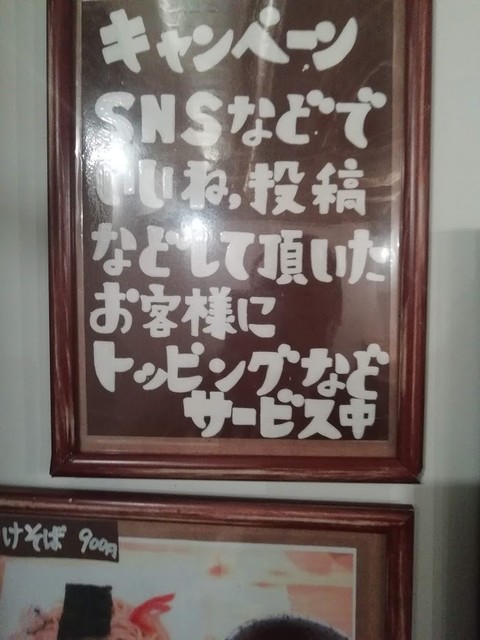 キャンペーン
SNSなどで
いいね,投稿
などして頂いた
お客様に
トッピングなど
サービス中
けそば 900円